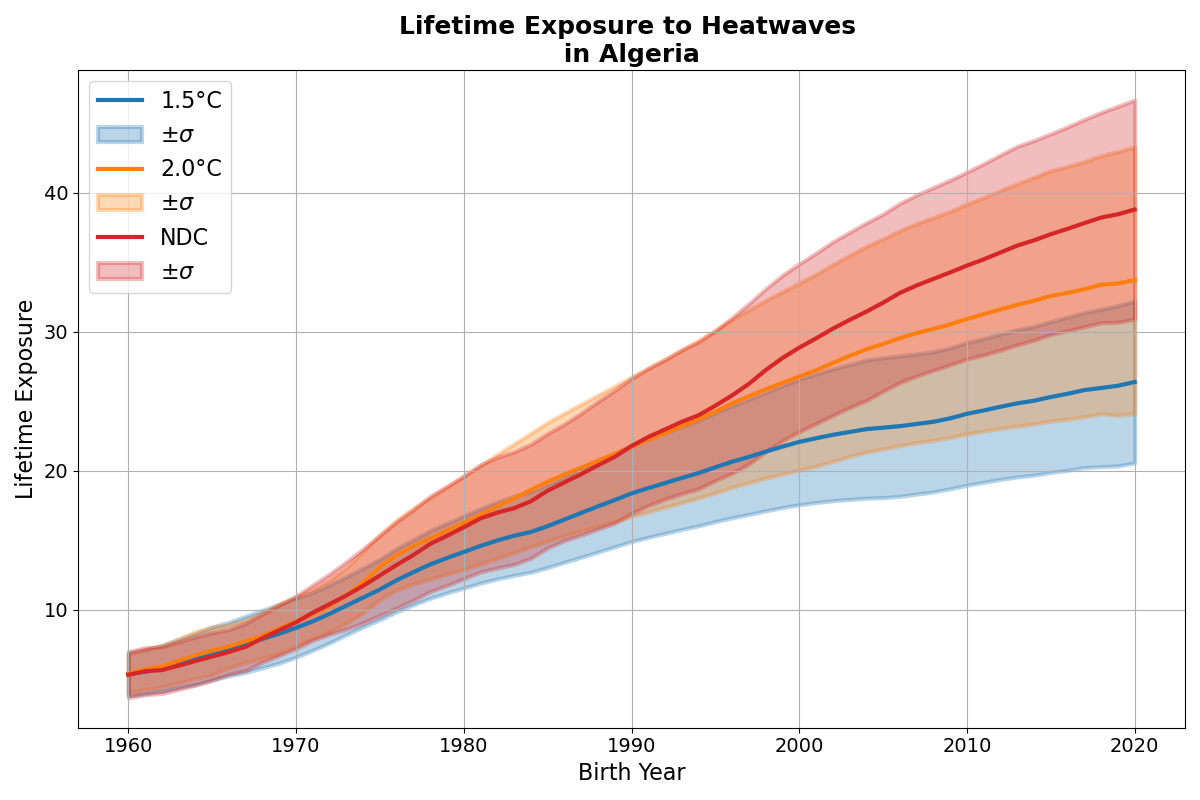 Lifetime Exposure to Heatwaves
in Algeria
1.5°C
±σ
2.0°C
±σ
NDC
±σ
Lifetime Exposure
40
30
20
10
1960
1970
1980
1990
2000
2010
2020
Birth Year